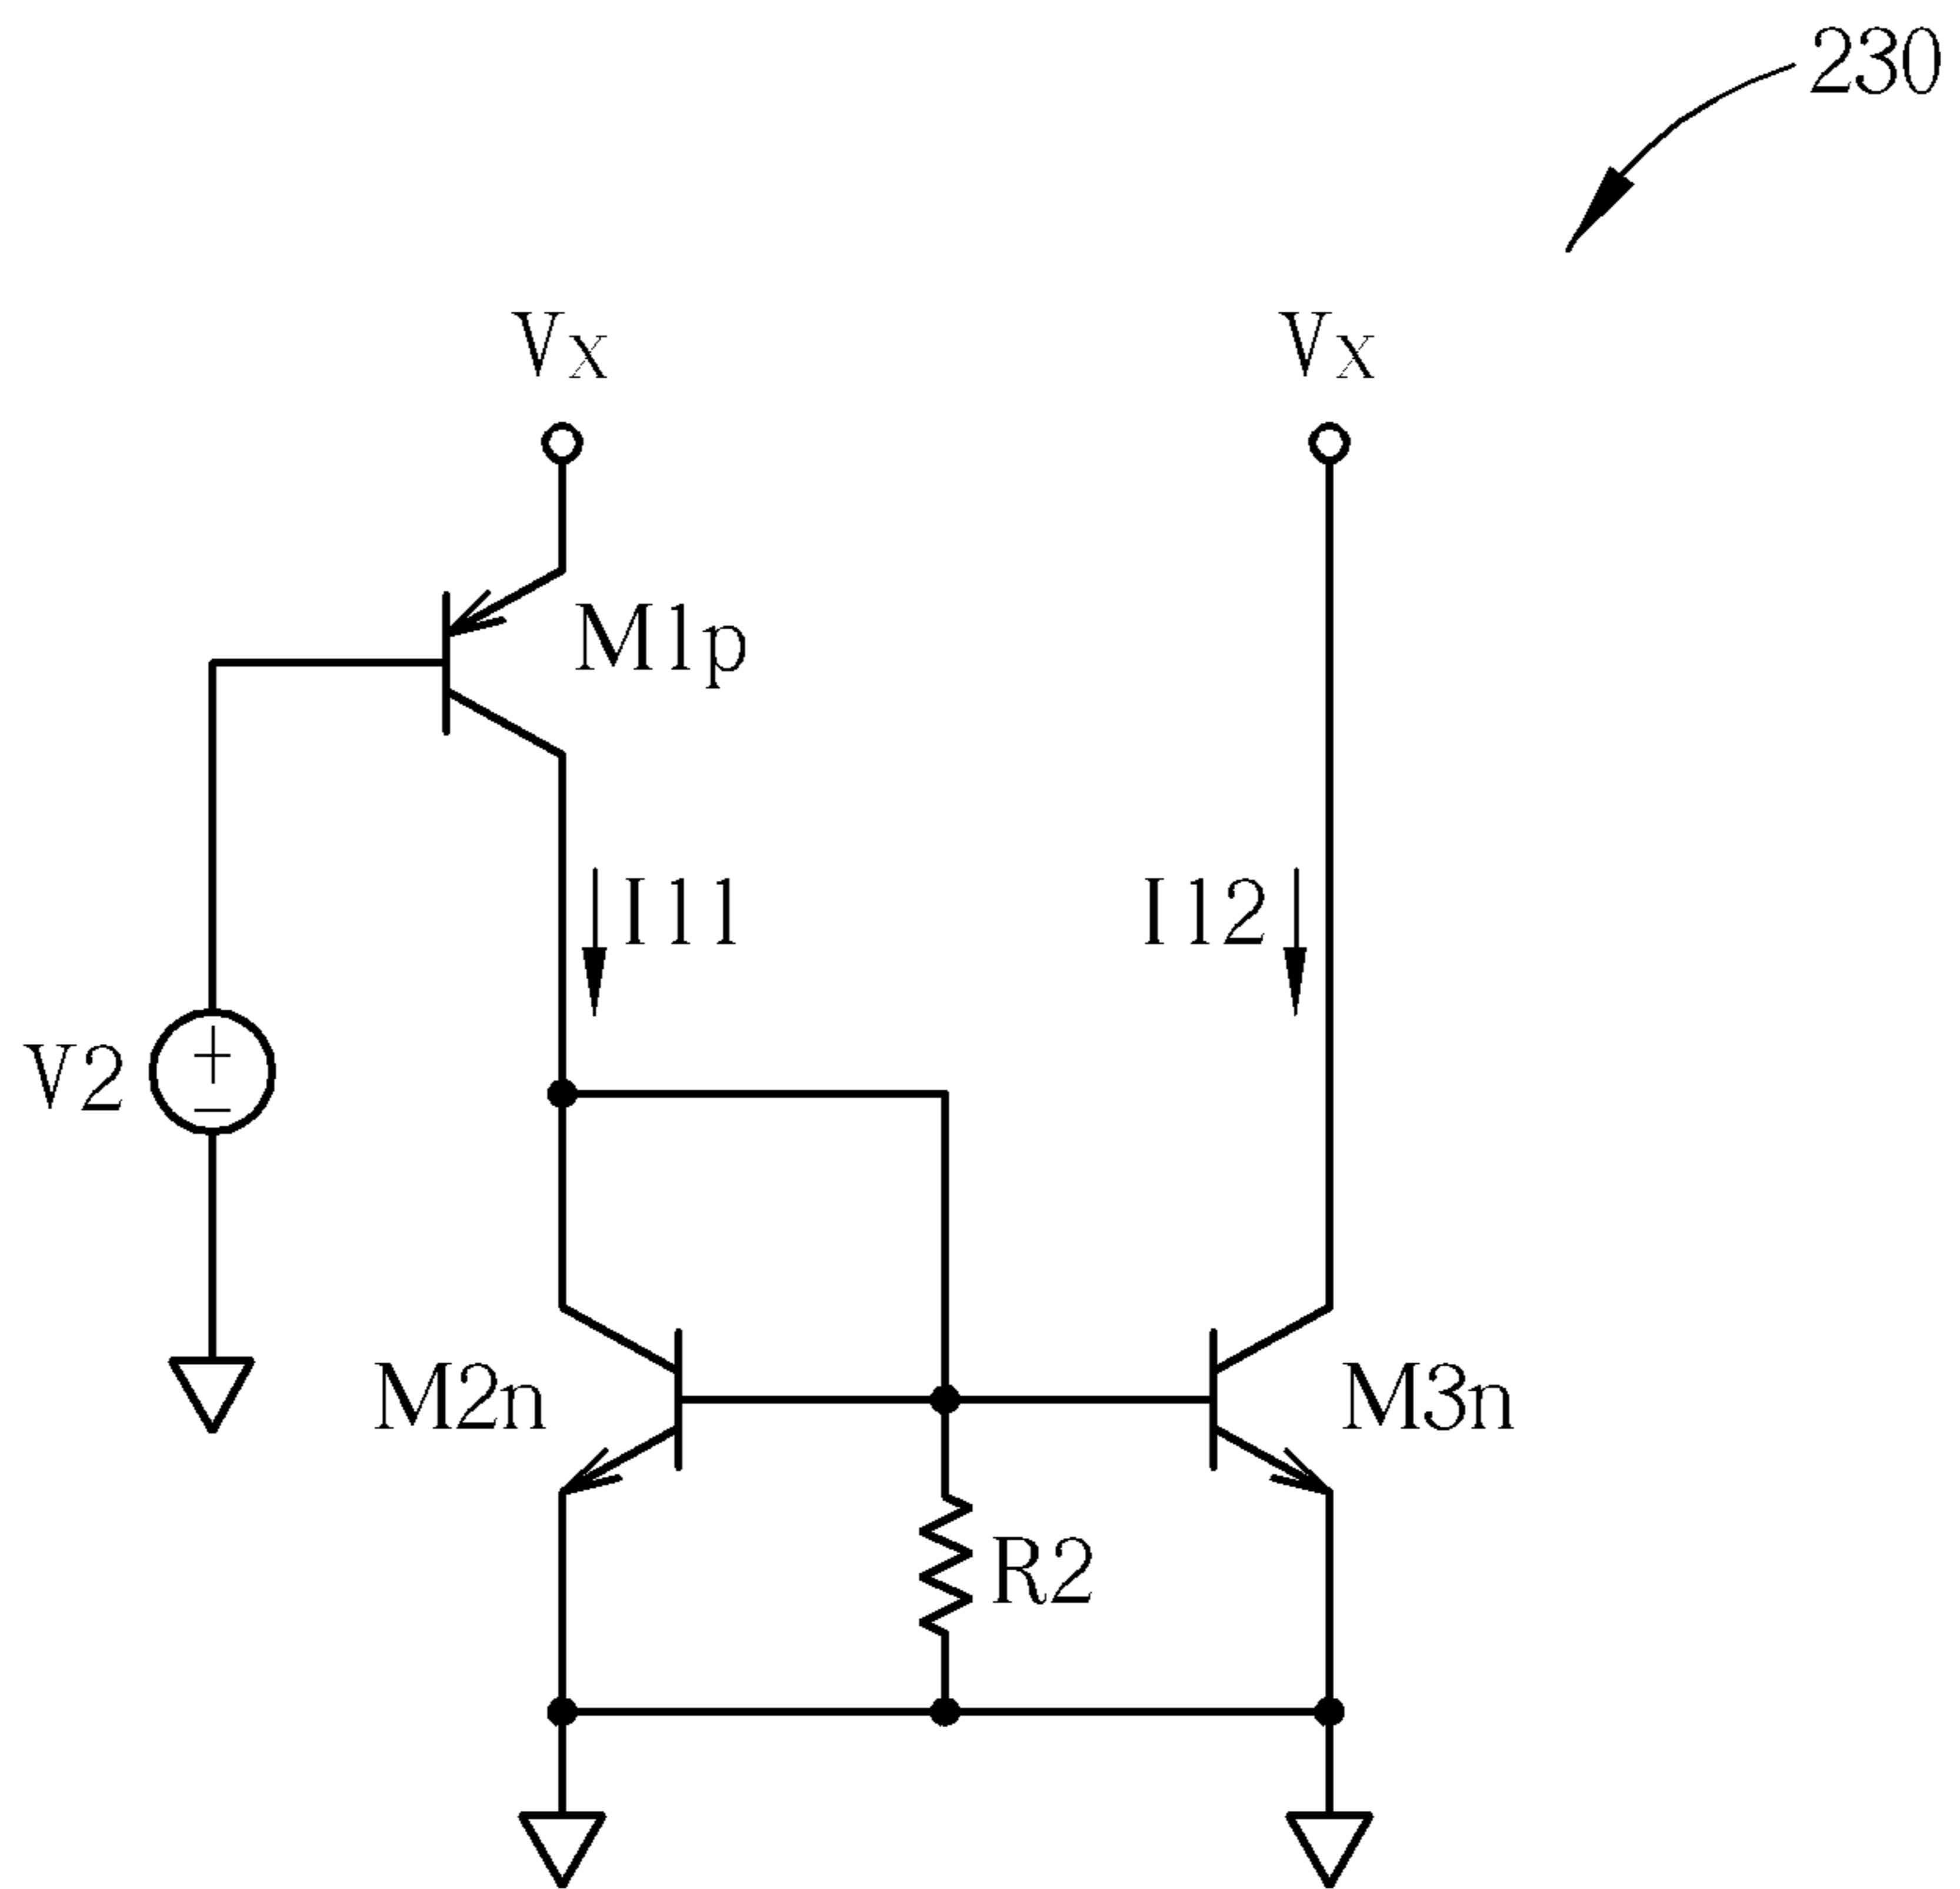 230
VX VX
M1p
I11 I12
V2
+
−
M2n M3n
R2